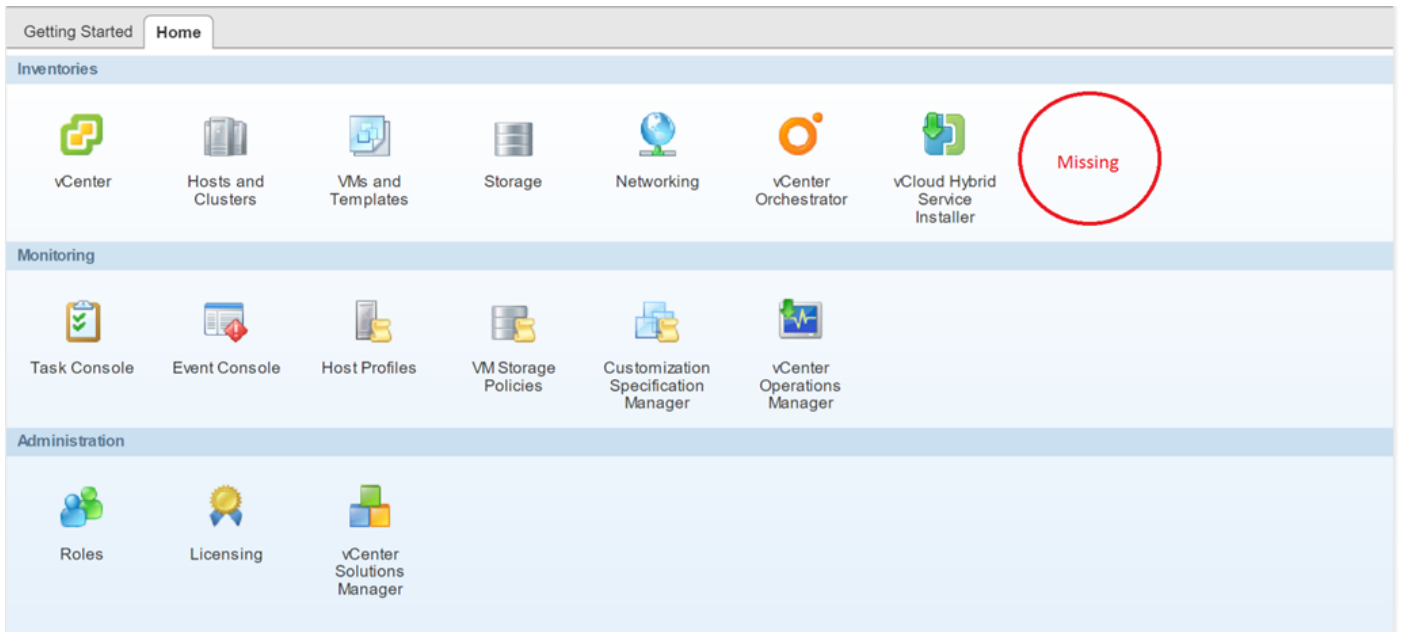 Getting Started Home
Inventories
vCenter
Hosts and
Clusters
VMs and
Templates
Storage
Networking
vCenter
Orchestrator
vCloud Hybrid
Service
Installer
Missing
Monitoring
Task Console
Event Console
Host Profiles
VM Storage
Policies
Customization
Specification
Manager
vCenter
Operations
Manager
Administration
Roles
Licensing
vCenter
Solutions
Manager